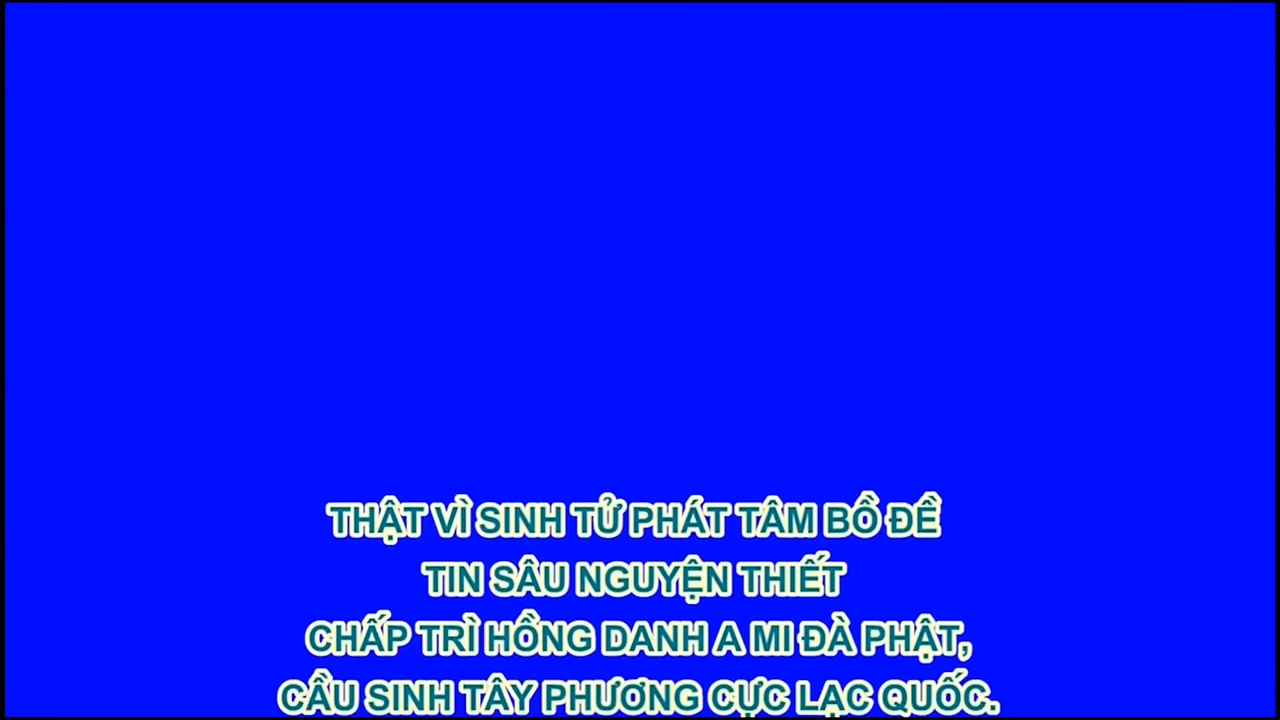 THẬT VÌ SINH TỬ PHÁT TÂM BỒ ĐỀ
TIN SÂU NGUYỆN THIẾT
CHẤP TRÌ HỒNG DANH A MI ĐÀ PHẬT,
CẦU SINH TÂY PHƯƠNG CỰC LẠC QUỐC.